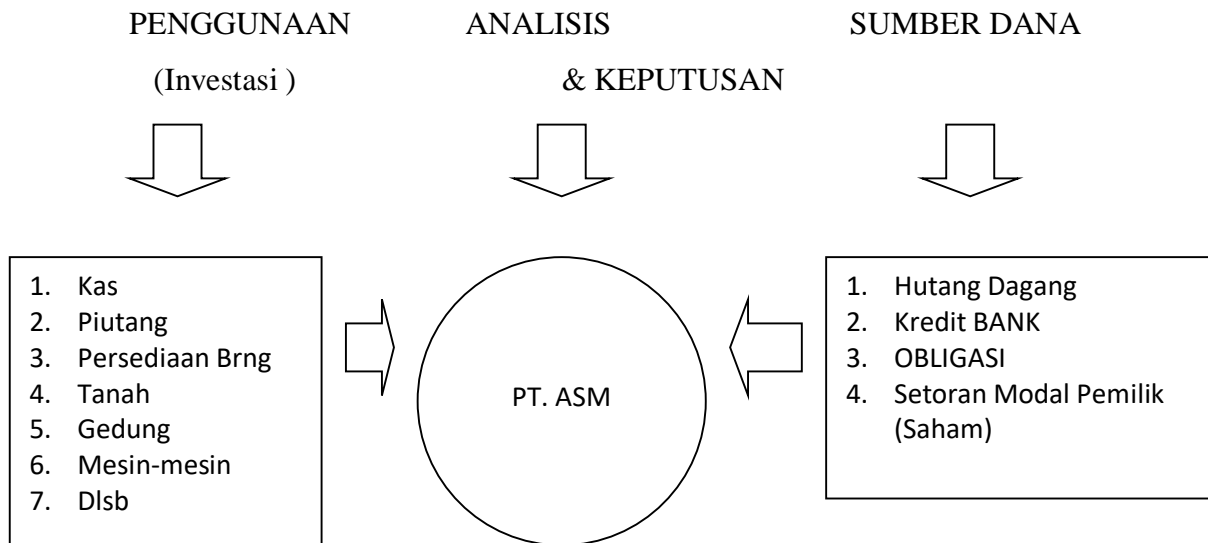 PENGGUNAAN ANALISIS SUMBER DANA
(Investasi ) & KEPUTUSAN
1. Kas
2. Piutang
3. Persediaan Brng
4. Tanah
5. Gedung
6. Mesin-mesin
7. Dlsb
PT. ASM
1. Hutang Dagang
2. Kredit BANK
3. OBLIGASI
4. Setoran Modal Pemilik
(Saham)